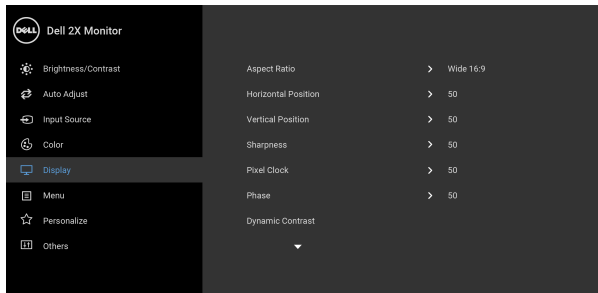 DELL Dell 2X Monitor
Brightness/Contrast
Auto Adjust
Input Source
Color
Display
Menu
Personalize
Others
Aspect Ratio Wide 16:9
Horizontal Position 50
Vertical Position 50
Sharpness 50
Pixel Clock 50
Phase 50
Dynamic Contrast